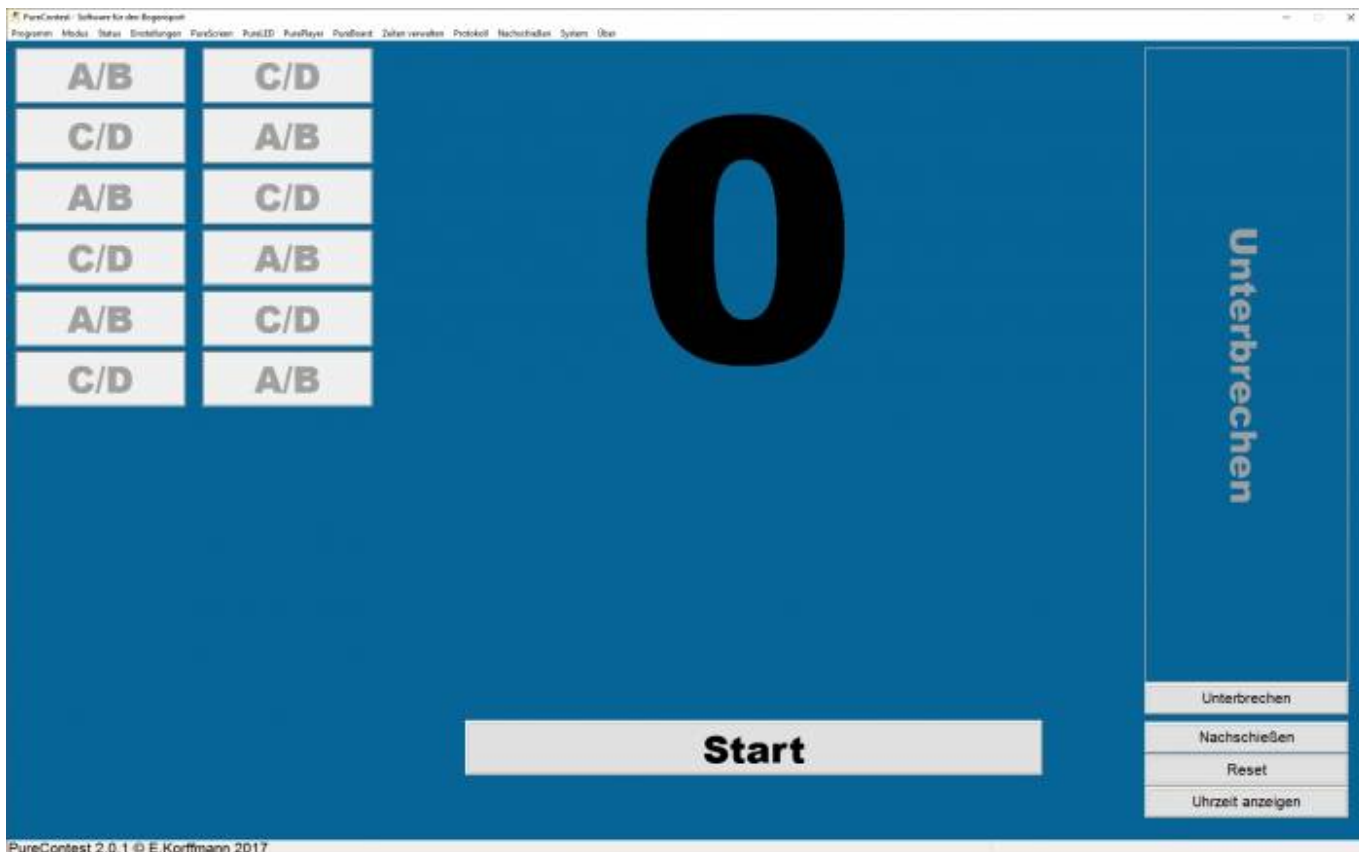 PureContest - Software für den Bogensport
Programm Modus Status Einstellungen PureScreen PureLED PurePlayer PureBoard Zeiten verwalten Protokoll Nachschießen System Über
A/B C/D
C/D A/B
A/B C/D
C/D A/B
A/B C/D
C/D A/B
0
Unterbrechen
Unterbrechen
Start
Nachschießen
Reset
Uhrzeit anzeigen
PureContest 2.0.1 © E.Korffmann 2017